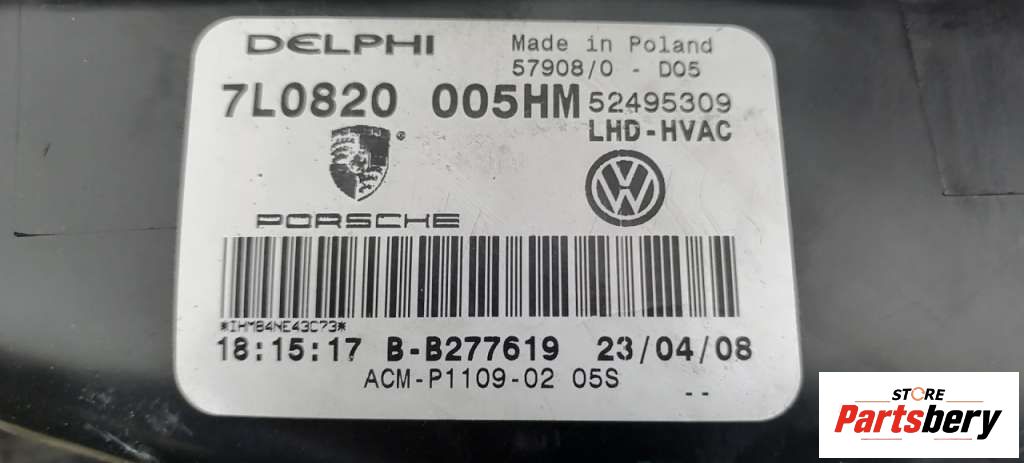 DELPHI Made in Poland
57908/0 - D05
7L0820 005HM 52495309
LHD-HVAC
®
PORSCHE
*IHM84NE43C73*
18:15:17 B-B277619 23/04/08
ACM-P1109-02 05S
--
STORE
Partsbery